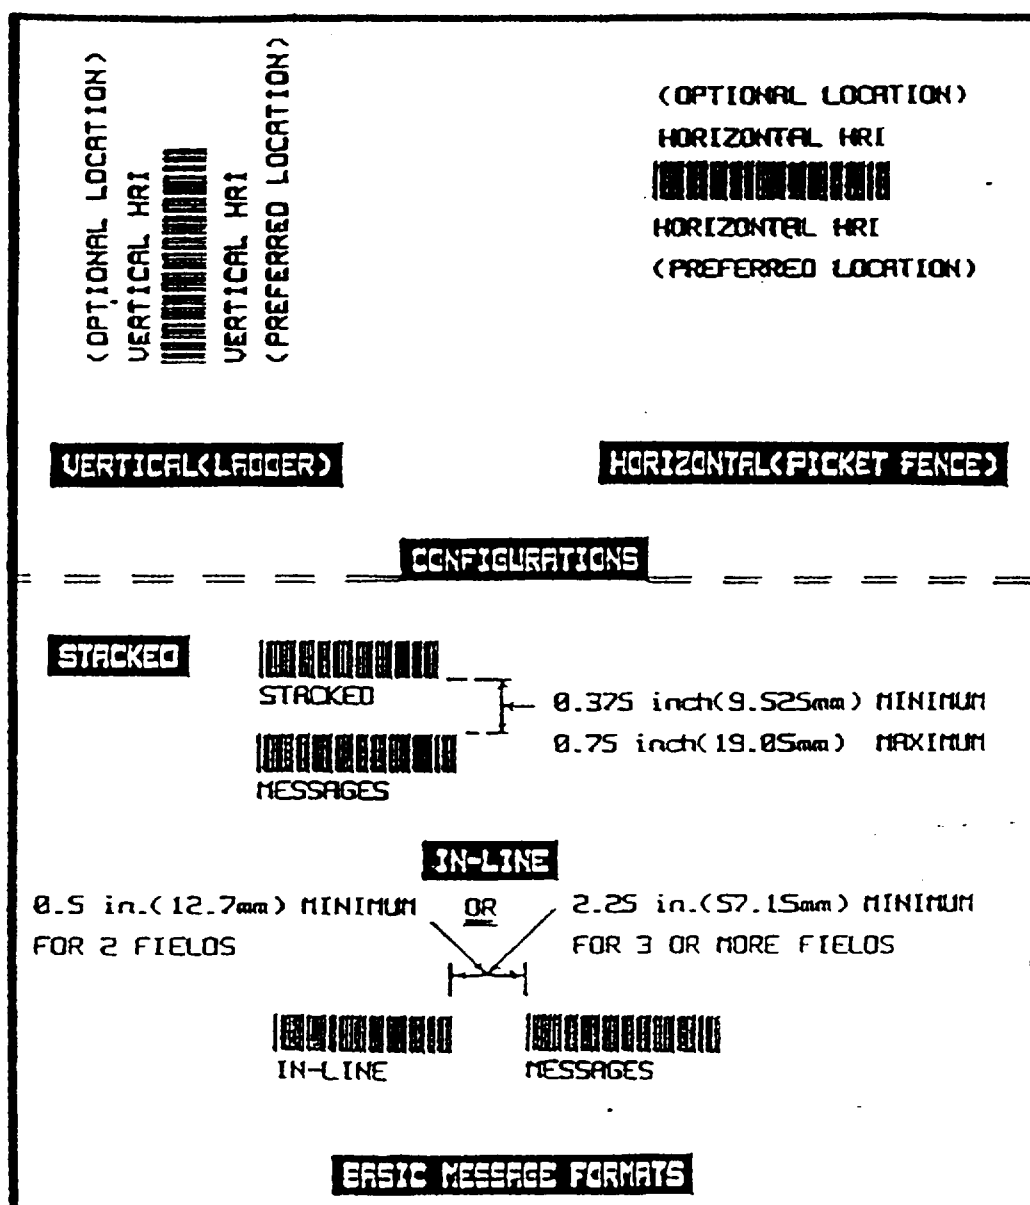 (OPTIONAL LOCATION)
VERTICAL HRI
VERTICAL HRI
(PREFERRED LOCATION)
(OPTIONAL LOCATION)
HORIZONTAL HRI
HORIZONTAL HRI
(PREFERRED LOCATION)
VERTICAL(LADDER)
HORIZONTAL(PICKET FENCE)
CONFIGURATIONS
STACKED
STACKED
0.375 inch(9.525mm) MINIMUM
0.75 inch(19.05mm) MAXIMUM
MESSAGES
IN-LINE
0.5 in.(12.7mm) MINIMUM OR 2.25 in.(57.15mm) MINIMUM
FOR 2 FIELDS FOR 3 OR MORE FIELDS
IN-LINE MESSAGES
BASIC MESSAGE FORMATS